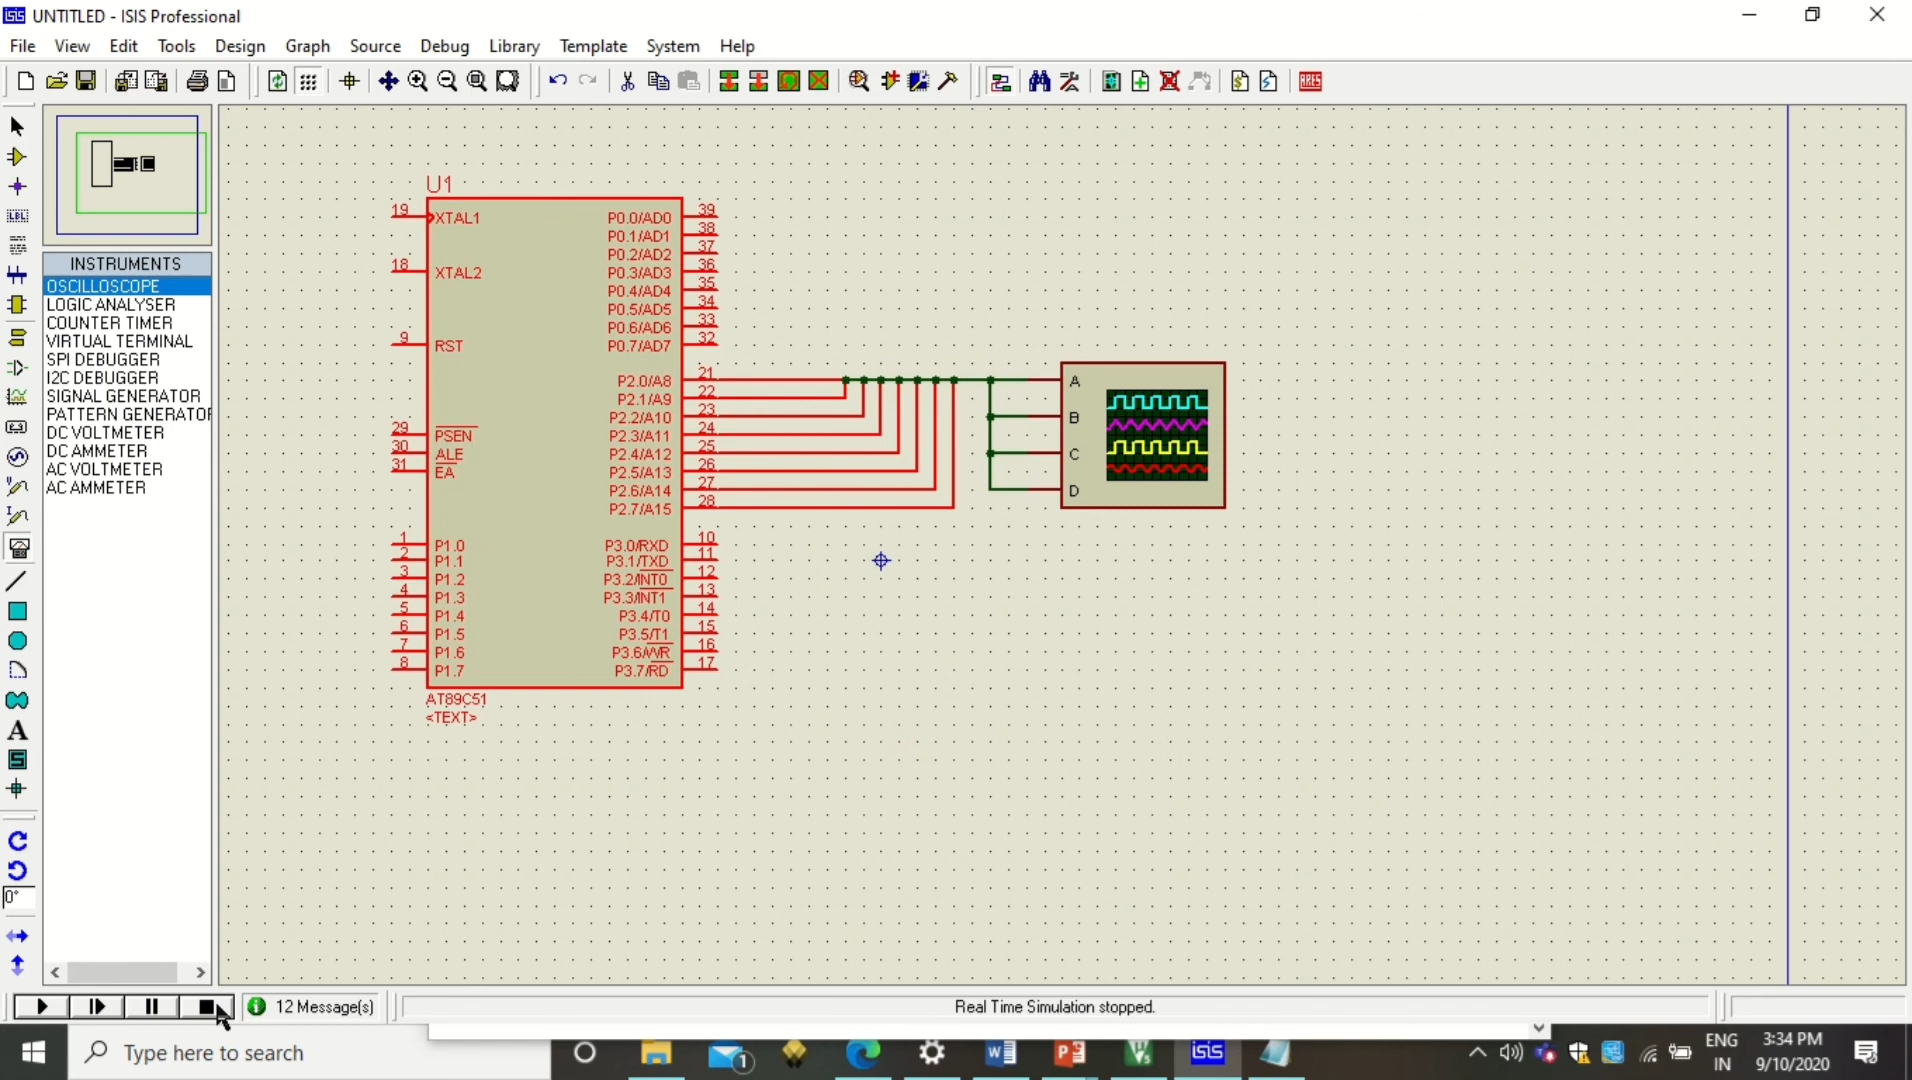 ISIS UNTITLED - ISIS Professional
File View Edit Tools Design Graph Source Debug Graph Library Template System Help
ARES
LBL
INSTRUMENTS
OSCILLOSCOPE
LOGIC ANALYSER
COUNTER TIMER
VIRTUAL TERMINAL
SPI DEBUGGER
I2C DEBUGGER
SIGNAL GENERATOR
PATTERN GENERATOR
DC VOLTMETER
DC AMMETER
AC VOLTMETER
AC AMMETER
A
S
0°
U1
19 XTAL1 P0.0/AD0 39
P0.1/AD1 38
P0.2/AD2 37
18 XTAL2 P0.3/AD3 36
P0.4/AD4 35
P0.5/AD5 34
P0.6/AD6 33
9 RST P0.7/AD7 32
P2.0/A8 21
P2.1/A9 22
P2.2/A10 23
29 PSEN P2.3/A11 24
30 ALE P2.4/A12 25
31 EA P2.5/A13 26
P2.6/A14 27
P2.7/A15 28
1 P1.0 P3.0/RXD 10
2 P1.1 P3.1/TXD 11
3 P1.2 P3.2/INT0 12
4 P1.3 P3.3/INT1 13
5 P1.4 P3.4/T0 14
6 P1.5 P3.5/T1 15
7 P1.6 P3.6/WR 16
8 P1.7 P3.7/RD 17
AT89C51
<TEXT>
A
B
C
D
12 Message(s) Real Time Simulation stopped.
Type here to search
1
ISIS
ENG
IN
3:34 PM
9/10/2020